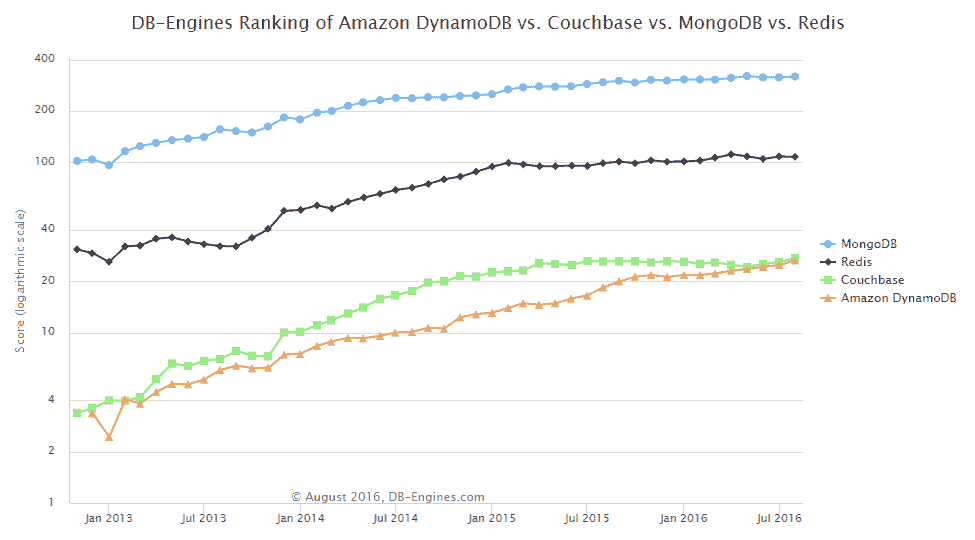 DB-Engines Ranking of Amazon DynamoDB vs. Couchbase vs. MongoDB vs. Redis
400
200
100
40
20
10
4
2
1
Score (logarithmic scale)
MongoDB
Redis
Couchbase
Amazon DynamoDB
© August 2016, DB-Engines.com
Jan 2013
Jul 2013
Jan 2014
Jul 2014
Jan 2015
Jul 2015
Jan 2016
Jul 2016